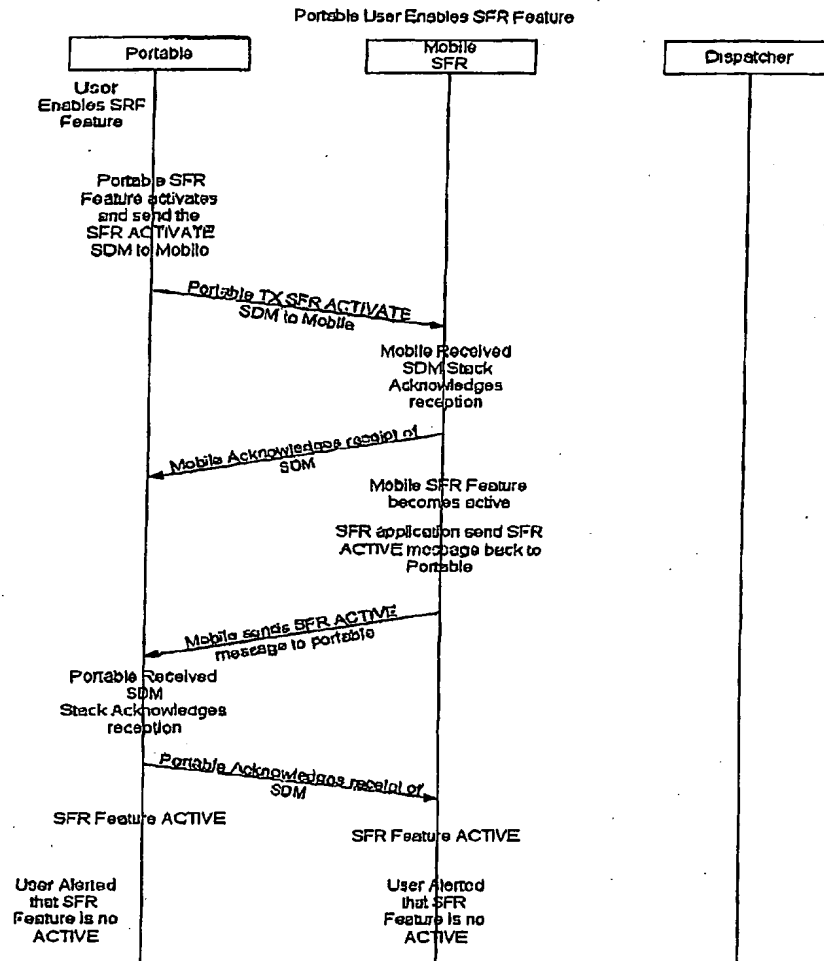 Portable User Enables SFR Feature
Portable
Mobile
SFR
Dispatcher
User
Enables SRF
Feature
Portable SFR
Feature activates
and send the
SFR ACTIVATE
SDM to Mobile
Portable TX SFR ACTIVATE
SDM to Mobile
Mobile Received
SDM Stack
Acknowledges
reception
Mobile Acknowledges receipt of
SDM
Mobile SFR Feature
becomes active
SFR application send SFR
ACTIVE message back to
Portable
Mobile sends SFR ACTIVE
message to portable
Portable Received
SDM
Stack Acknowledges
reception
Portable Acknowledges receipt of
SDM
SFR Feature ACTIVE
SFR Feature ACTIVE
User Alerted
that SFR
Feature is no
ACTIVE
User Alerted
that SFR
Feature is no
ACTIVE